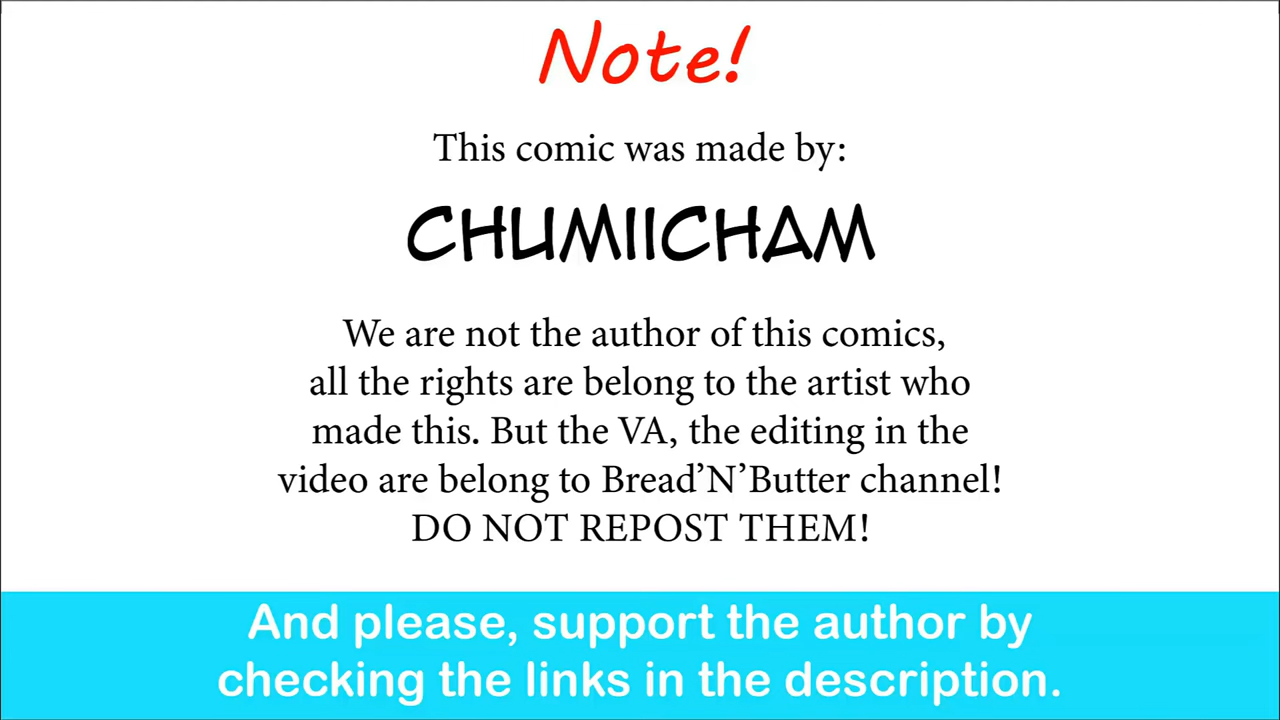 Note!
This comic was made by:
CHUMIICHAM
We are not the author of this comics,
all the rights are belong to the artist who
made this. But the VA, the editing in the
video are belong to Bread’N’Butter channel!
DO NOT REPOST THEM!
And please, support the author by
checking the links in the description.